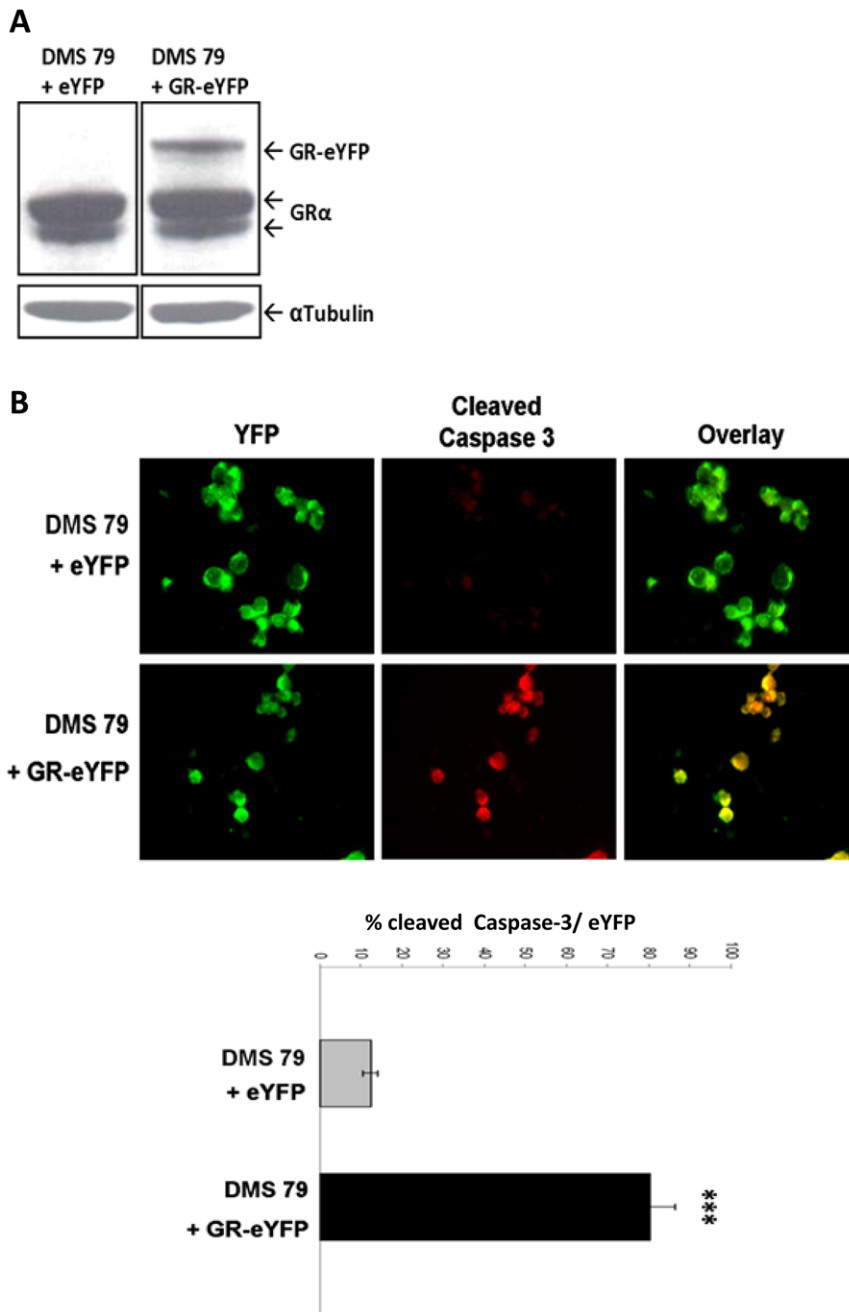 A
DMS 79
+ eYFP
DMS 79
+ GR-eYFP
← GR-eYFP
← GRα
←
← αTubulin
B
YFP
Cleaved
Caspase 3
Overlay
DMS 79
+ eYFP
DMS 79
+ GR-eYFP
% cleaved Caspase-3/ eYFP
0 10 20 30 40 50 60 70 80 90 100
DMS 79
+ eYFP
DMS 79
+ GR-eYFP
***